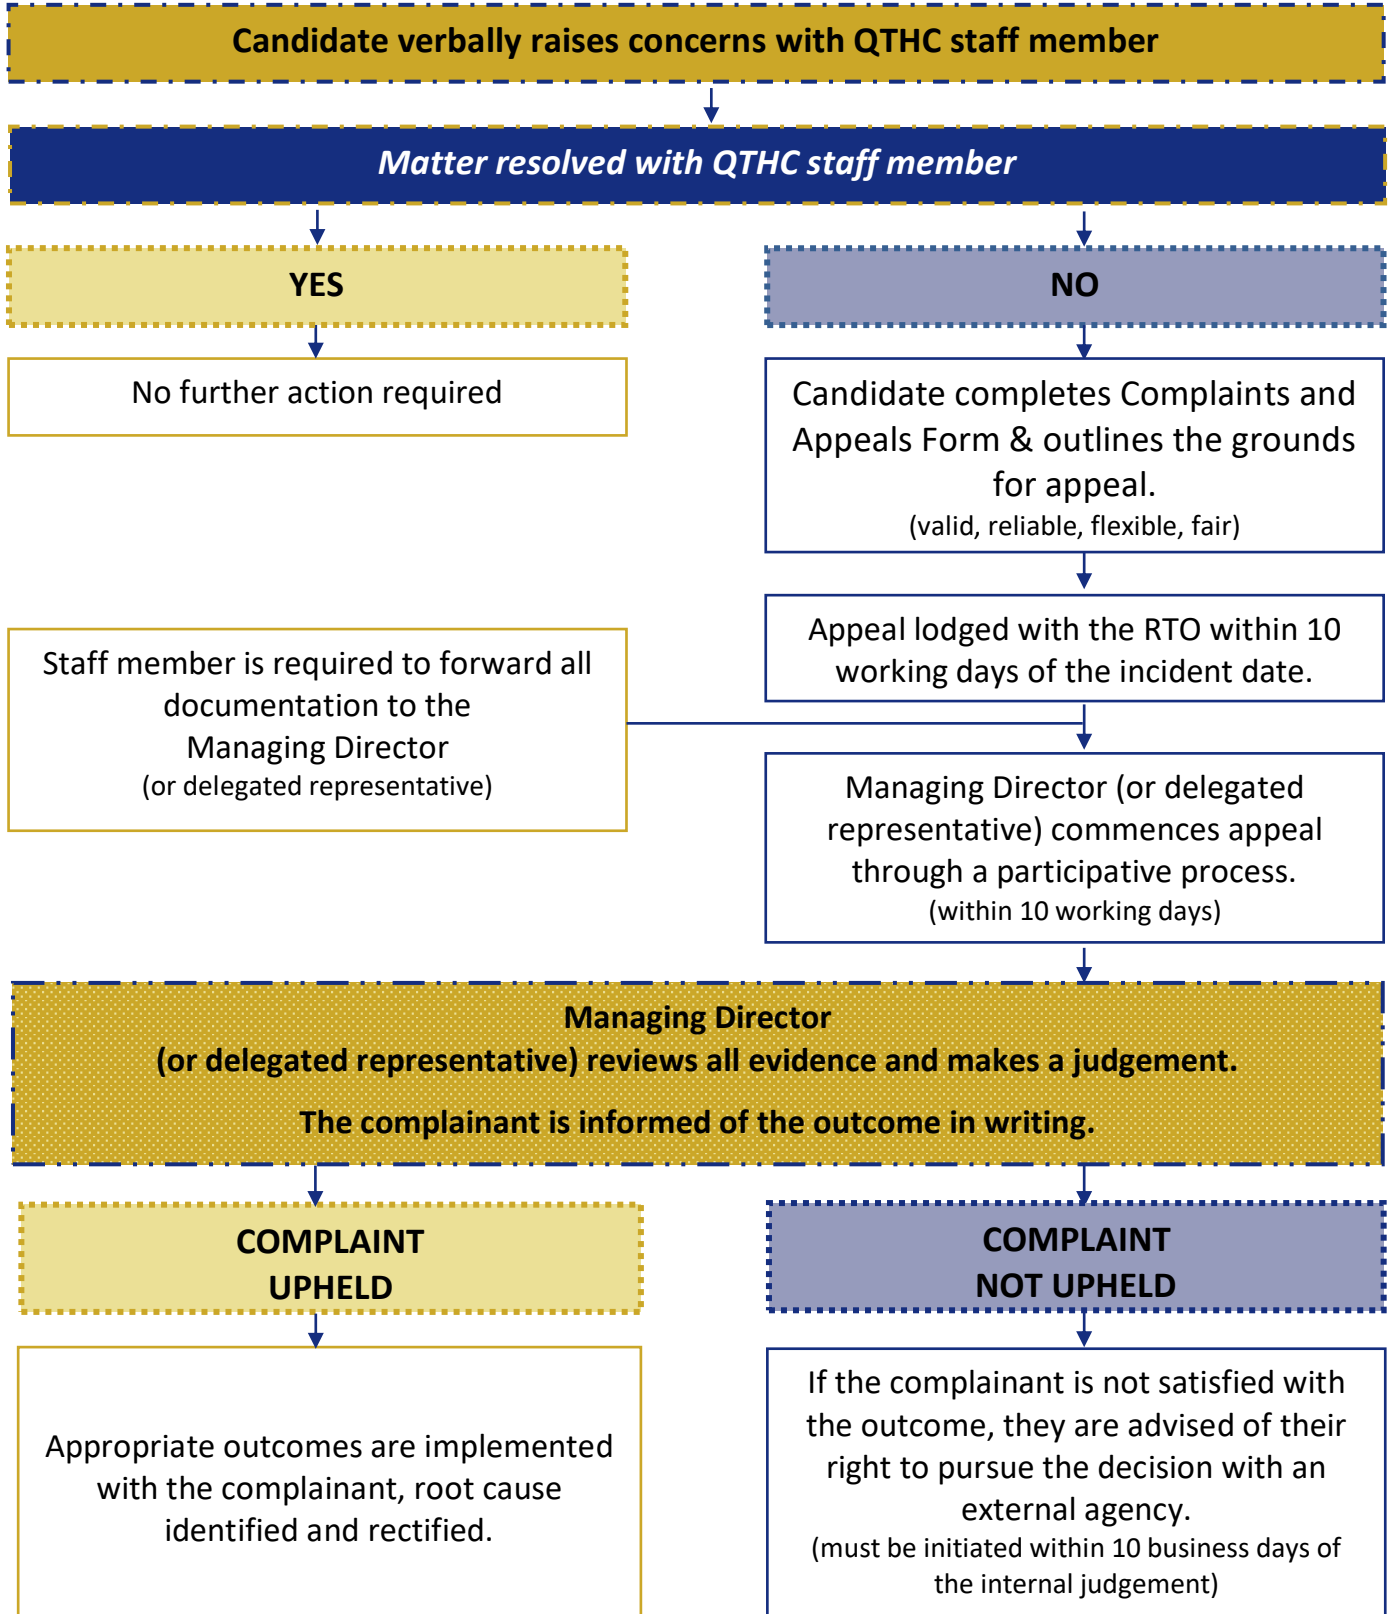 Candidate verbally raises concerns with QTHC staff member
Matter resolved with QTHC staff member
YES
NO
No further action required
Candidate completes Complaints and
Appeals Form & outlines the grounds
for appeal.
(valid, reliable, flexible, fair)
Appeal lodged with the RTO within 10
working days of the incident date.
Staff member is required to forward all
documentation to the
Managing Director
(or delegated representative)
Managing Director (or delegated
representative) commences appeal
through a participative process.
(within 10 working days)
Managing Director
(or delegated representative) reviews all evidence and makes a judgement.
The complainant is informed of the outcome in writing.
COMPLAINT
UPHELD
COMPLAINT
NOT UPHELD
Appropriate outcomes are implemented
with the complainant, root cause
identified and rectified.
If the complainant is not satisfied with
the outcome, they are advised of their
right to pursue the decision with an
external agency.
(must be initiated within 10 business days of
the internal judgement)